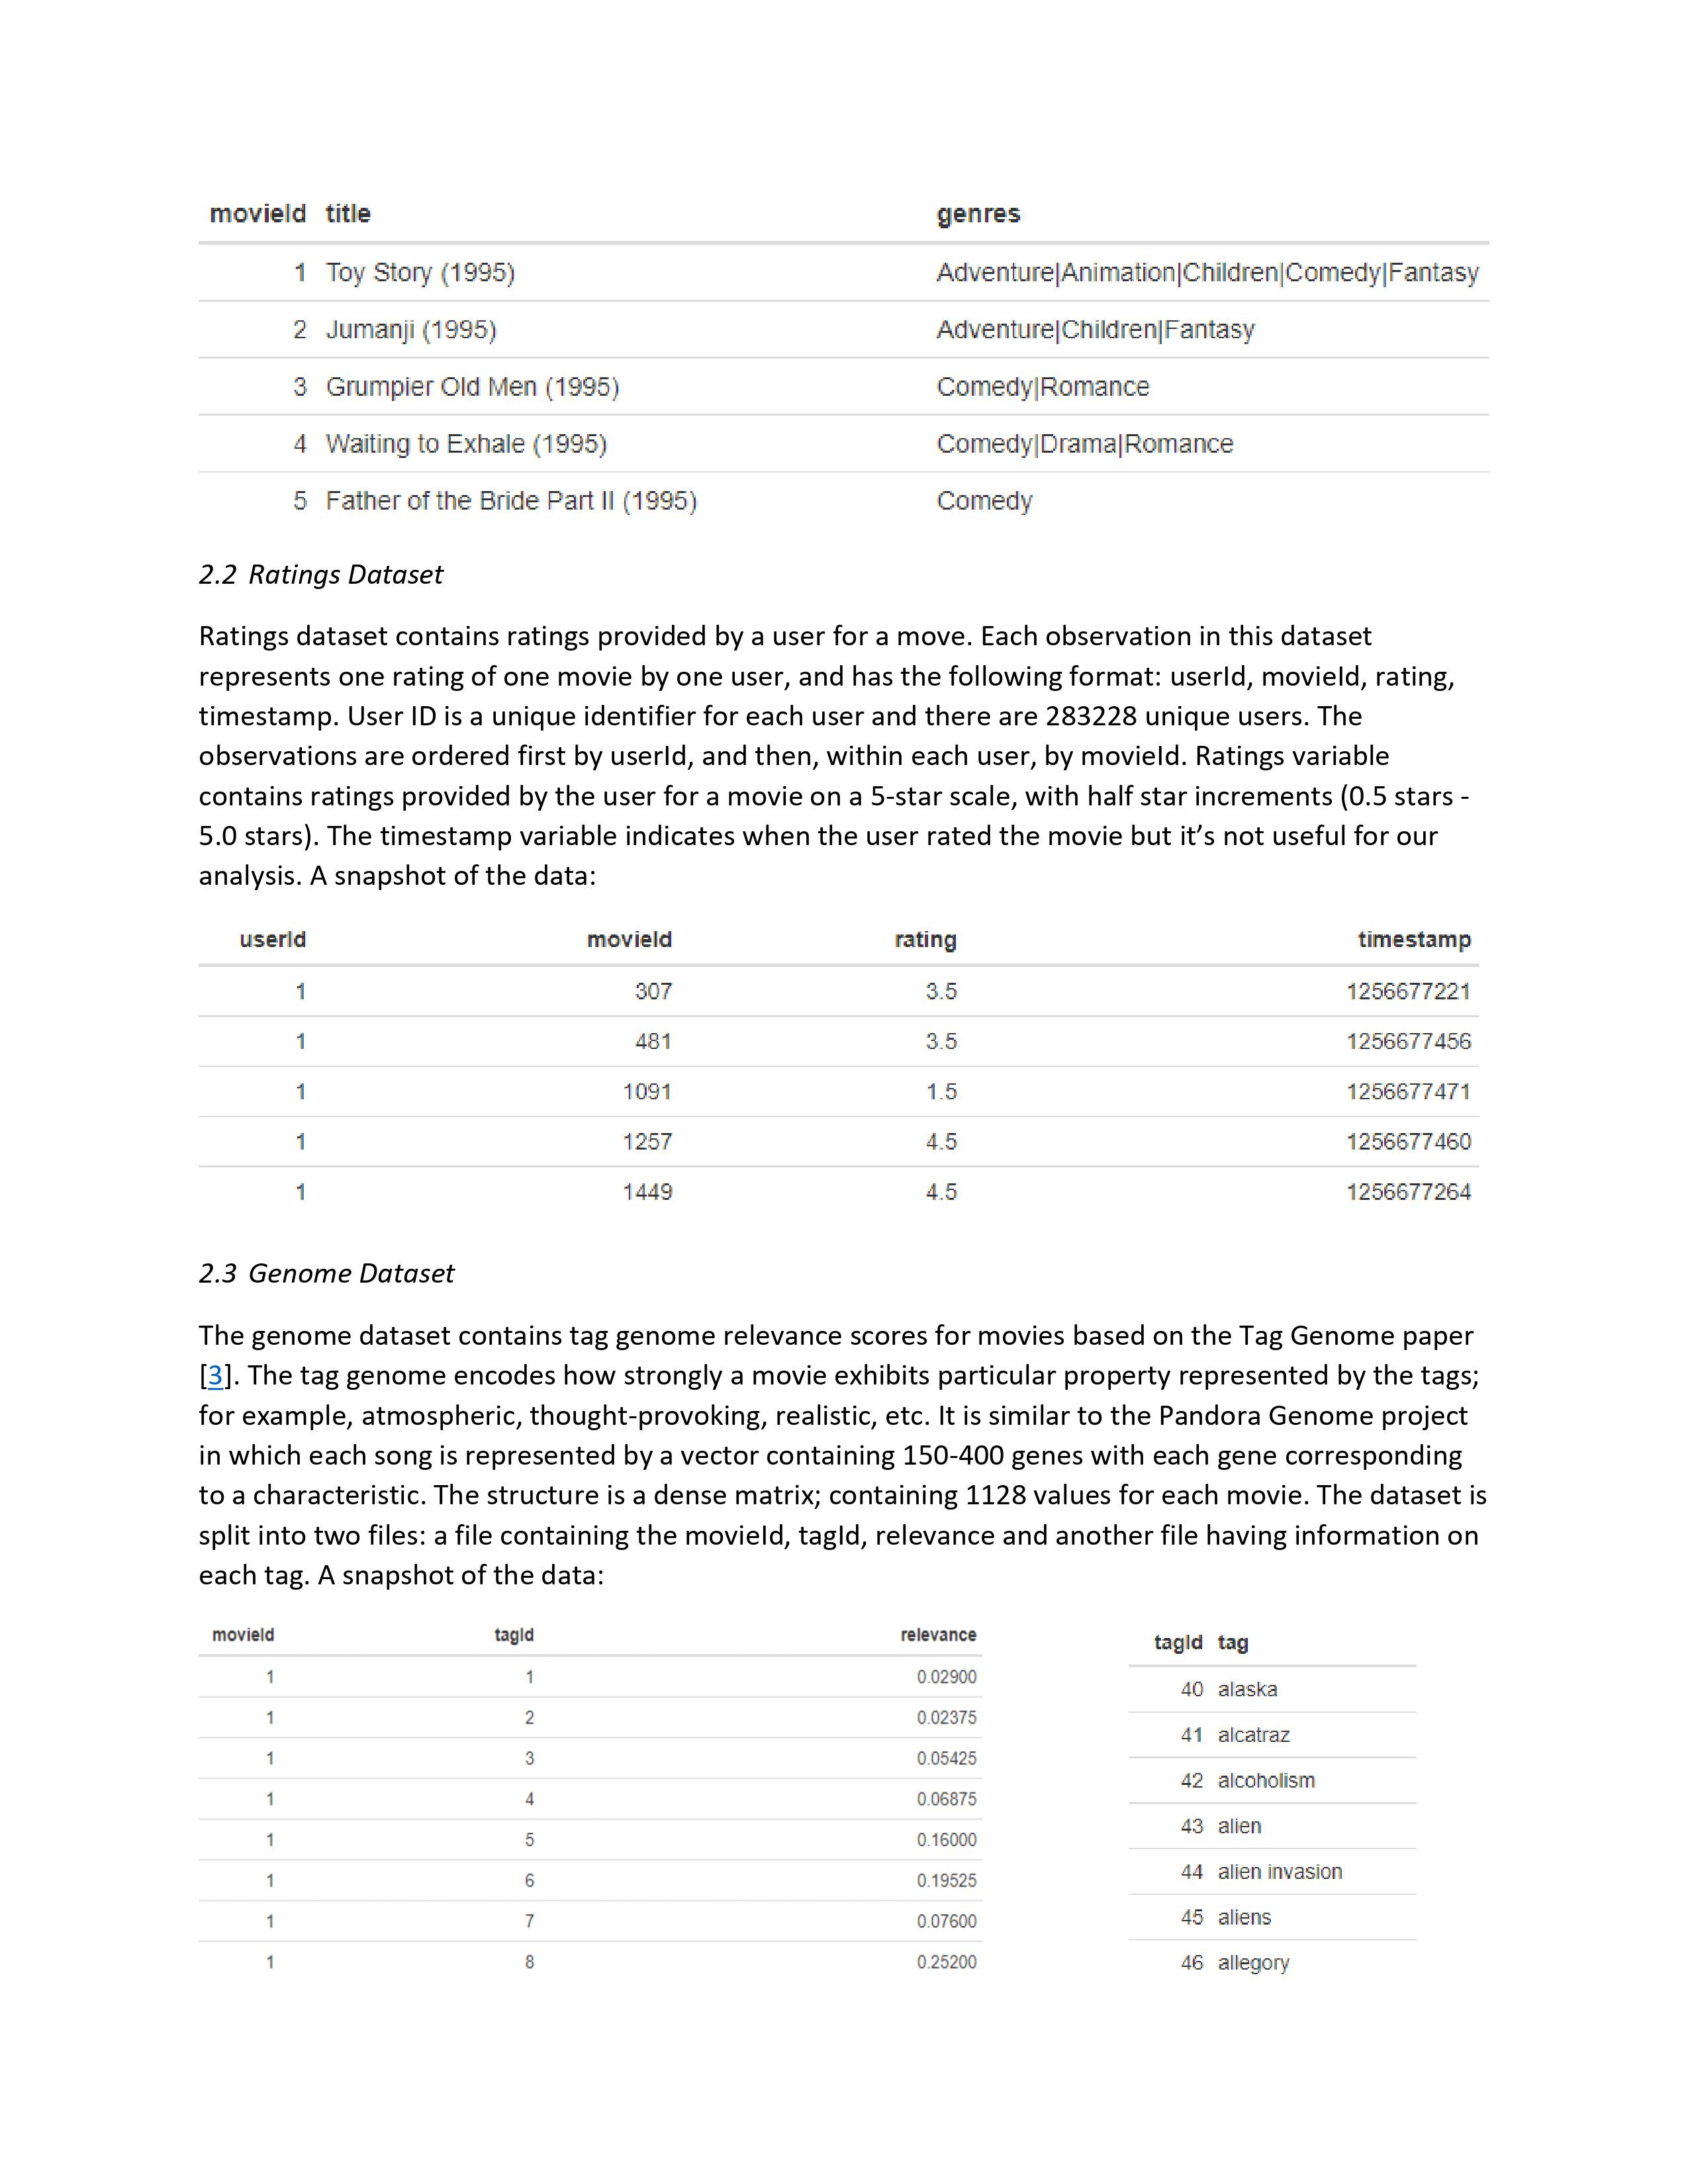 movieId title genres
1 Toy Story (1995) Adventure|Animation|Children|Comedy|Fantasy
2 Jumanji (1995) Adventure|Children|Fantasy
3 Grumpier Old Men (1995) Comedy|Romance
4 Waiting to Exhale (1995) Comedy|Drama|Romance
5 Father of the Bride Part II (1995) Comedy
2.2 Ratings Dataset
Ratings dataset contains ratings provided by a user for a move. Each observation in this dataset
represents one rating of one movie by one user, and has the following format: userId, movieId, rating,
timestamp. User ID is a unique identifier for each user and there are 283228 unique users. The
observations are ordered first by userId, and then, within each user, by movieId. Ratings variable
contains ratings provided by the user for a movie on a 5-star scale, with half star increments (0.5 stars -
5.0 stars). The timestamp variable indicates when the user rated the movie but it’s not useful for our
analysis. A snapshot of the data:
userId movieId rating timestamp
1 307 3.5 1256677221
1 481 3.5 1256677456
1 1091 1.5 1256677471
1 1257 4.5 1256677460
1 1449 4.5 1256677264
2.3 Genome Dataset
The genome dataset contains tag genome relevance scores for movies based on the Tag Genome paper
[3]. The tag genome encodes how strongly a movie exhibits particular property represented by the tags;
for example, atmospheric, thought-provoking, realistic, etc. It is similar to the Pandora Genome project
in which each song is represented by a vector containing 150-400 genes with each gene corresponding
to a characteristic. The structure is a dense matrix; containing 1128 values for each movie. The dataset is
split into two files: a file containing the movieId, tagId, relevance and another file having information on
each tag. A snapshot of the data:
movieId tagId relevance
1 1 0.02900
1 2 0.02375
1 3 0.05425
1 4 0.06875
1 5 0.16000
1 6 0.19525
1 7 0.07600
1 8 0.25200
tagId tag
40 alaska
41 alcatraz
42 alcoholism
43 alien
44 alien invasion
45 aliens
46 allegory